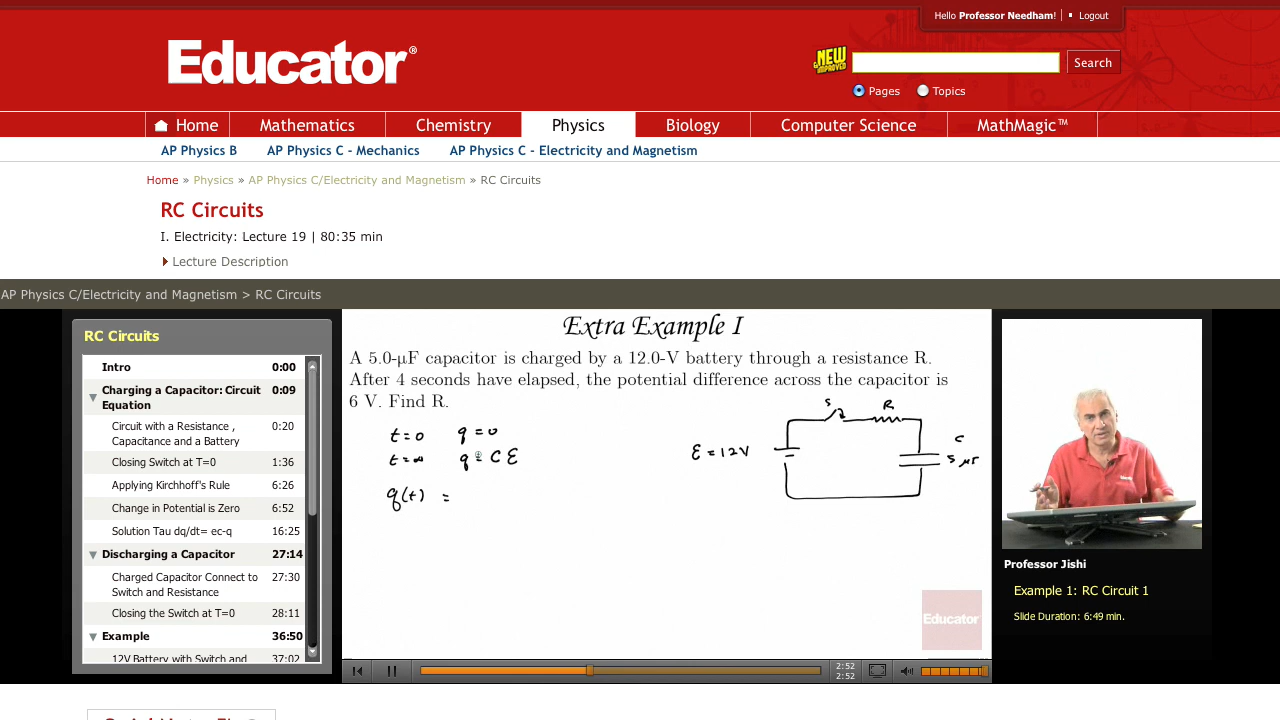 Hello Professor Needham! | Logout
Educator®
NEW & IMPROVED
Search
Pages Topics
Home Mathematics Chemistry Physics Biology Computer Science MathMagic™
AP Physics B AP Physics C - Mechanics AP Physics C - Electricity and Magnetism
Home » Physics » AP Physics C/Electricity and Magnetism » RC Circuits
RC Circuits
I. Electricity: Lecture 19 | 80:35 min
Lecture Description
AP Physics C/Electricity and Magnetism > RC Circuits
RC Circuits
Intro 0:00
Charging a Capacitor: Circuit 0:09
Equation
Circuit with a Resistance , 0:20
Capacitance and a Battery
Closing Switch at T=0 1:36
Applying Kirchhoff's Rule 6:26
Change in Potential is Zero 6:52
Solution Tau dq/dt= ec-q 16:25
Discharging a Capacitor 27:14
Charged Capacitor Connect to 27:30
Switch and Resistance
Closing the Switch at T=0 28:11
Example 36:50
12V Battery with Switch and 37:02
Extra Example I
A 5.0-μF capacitor is charged by a 12.0-V battery through a resistance R.
After 4 seconds have elapsed, the potential difference across the capacitor is
6 V. Find R.
t=0 q=0
t=∞ q=Cℰ
q(t) =
S R
ℰ=12V
C
5 μF
Educator
2:52
2:52
Professor Jishi
Example 1: RC Circuit 1
Slide Duration: 6:49 min.